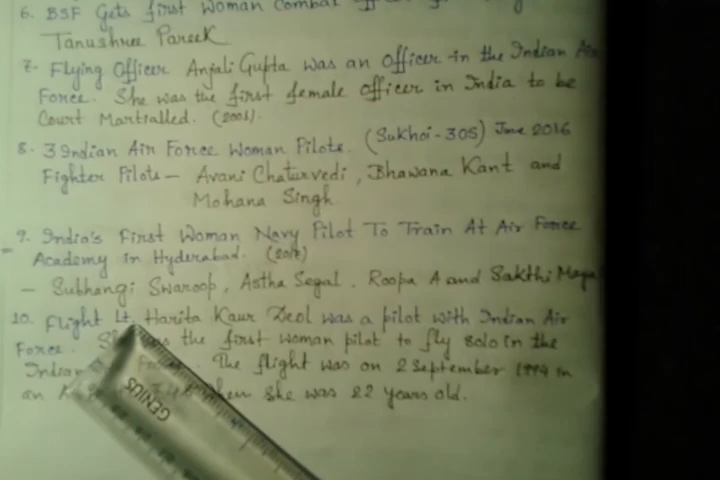 6. BSF Gets First Woman Combat
Tanushree Pareek
7. Flying Officer Anjali Gupta was an officer in the Indian Air
Force. She was the first female officer in India to be
Court Martialled.
8. 3 Indian Air Force Woman Pilots. (Sukhoi-30S) June 2016
Fighter Pilots – Avani Chaturvedi, Bhawana Kant and
Mohana Singh
9. India's First Woman Navy Pilot To Train At Air Force
Academy in Hyderabad. (2017)
– Subhangi Swaroop, Astha Segal. Roopa A and Sakthi Maya
10. Flight Lt. Harita Kaur Deol was a pilot with Indian Air
Force. the first woman pilot to fly solo in the
Indian The flight was on 2 September 1994 in
an she was 22 years old.
GENIUS